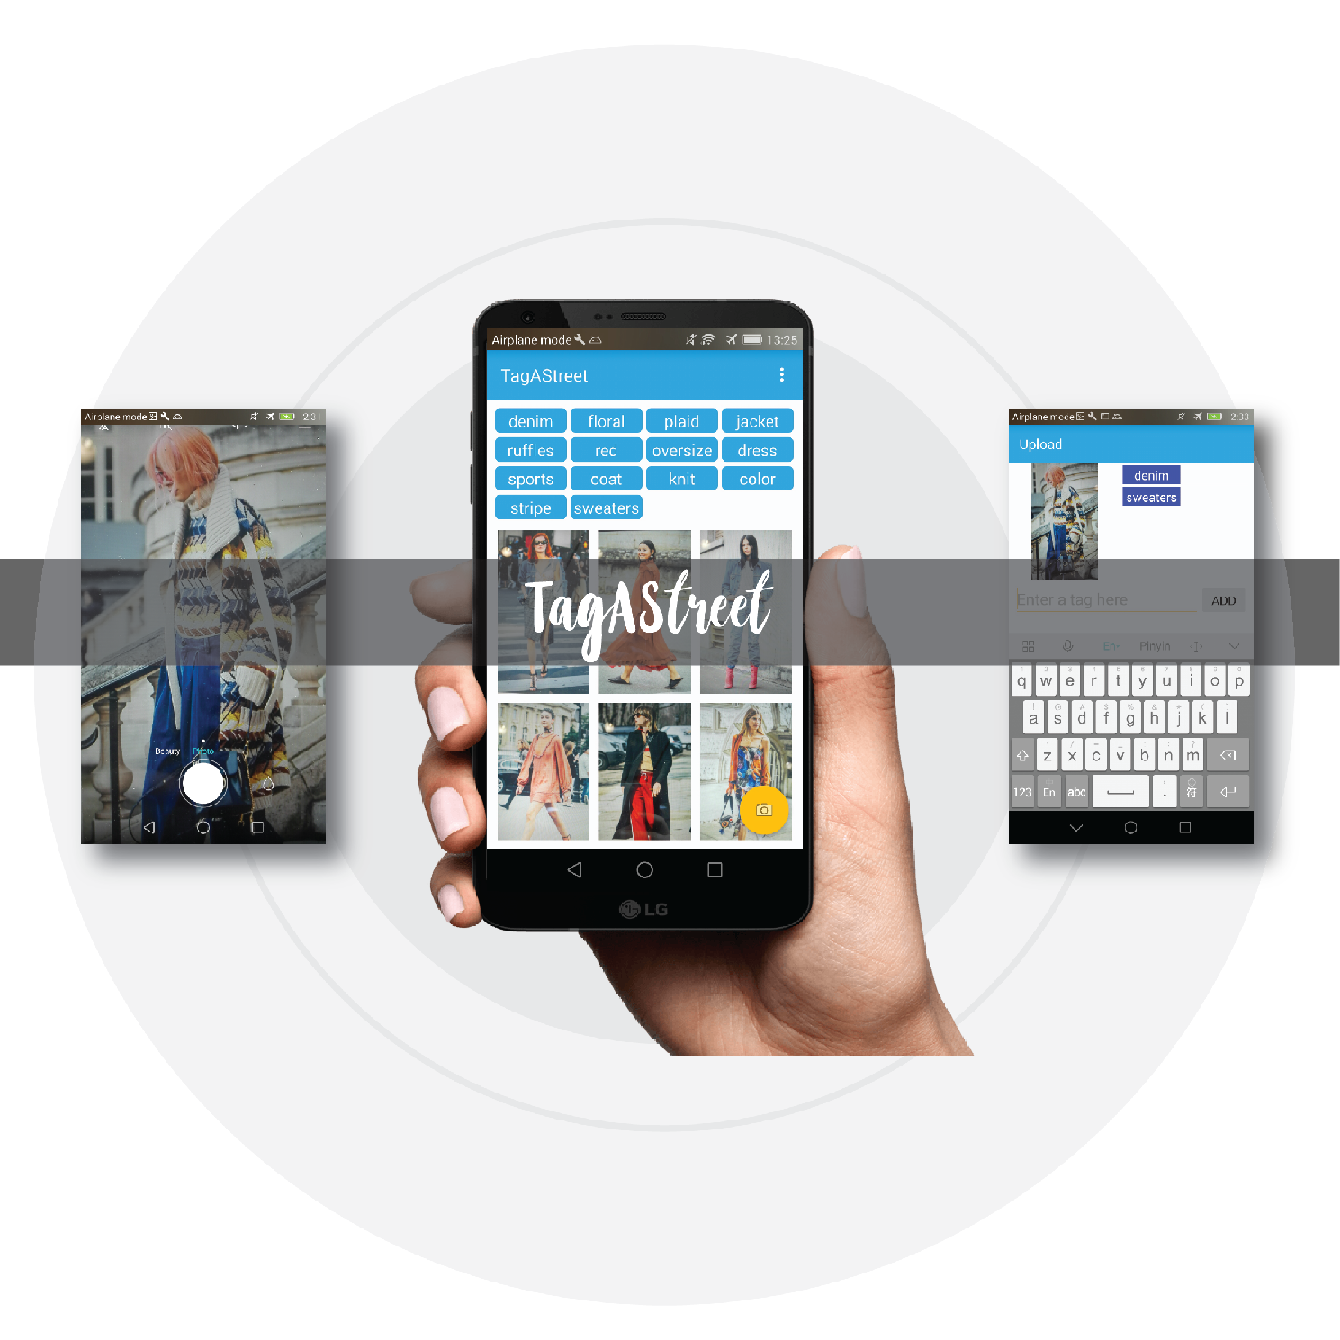 Airplane mode 2:31
Beauty Photo
Airplane mode 13:25
TagAStreet
denim floral plaid jacket
ruffles rec oversize dress
sports coat knit color
stripe sweaters
TagAStreet
LG
Airplane mode 2:33
Upload
denim
sweaters
Enter a tag here ADD
En Pinyin
q w e r t y u i o p
a s d f g h j k l
z x c v b n m
123 En abc . 符